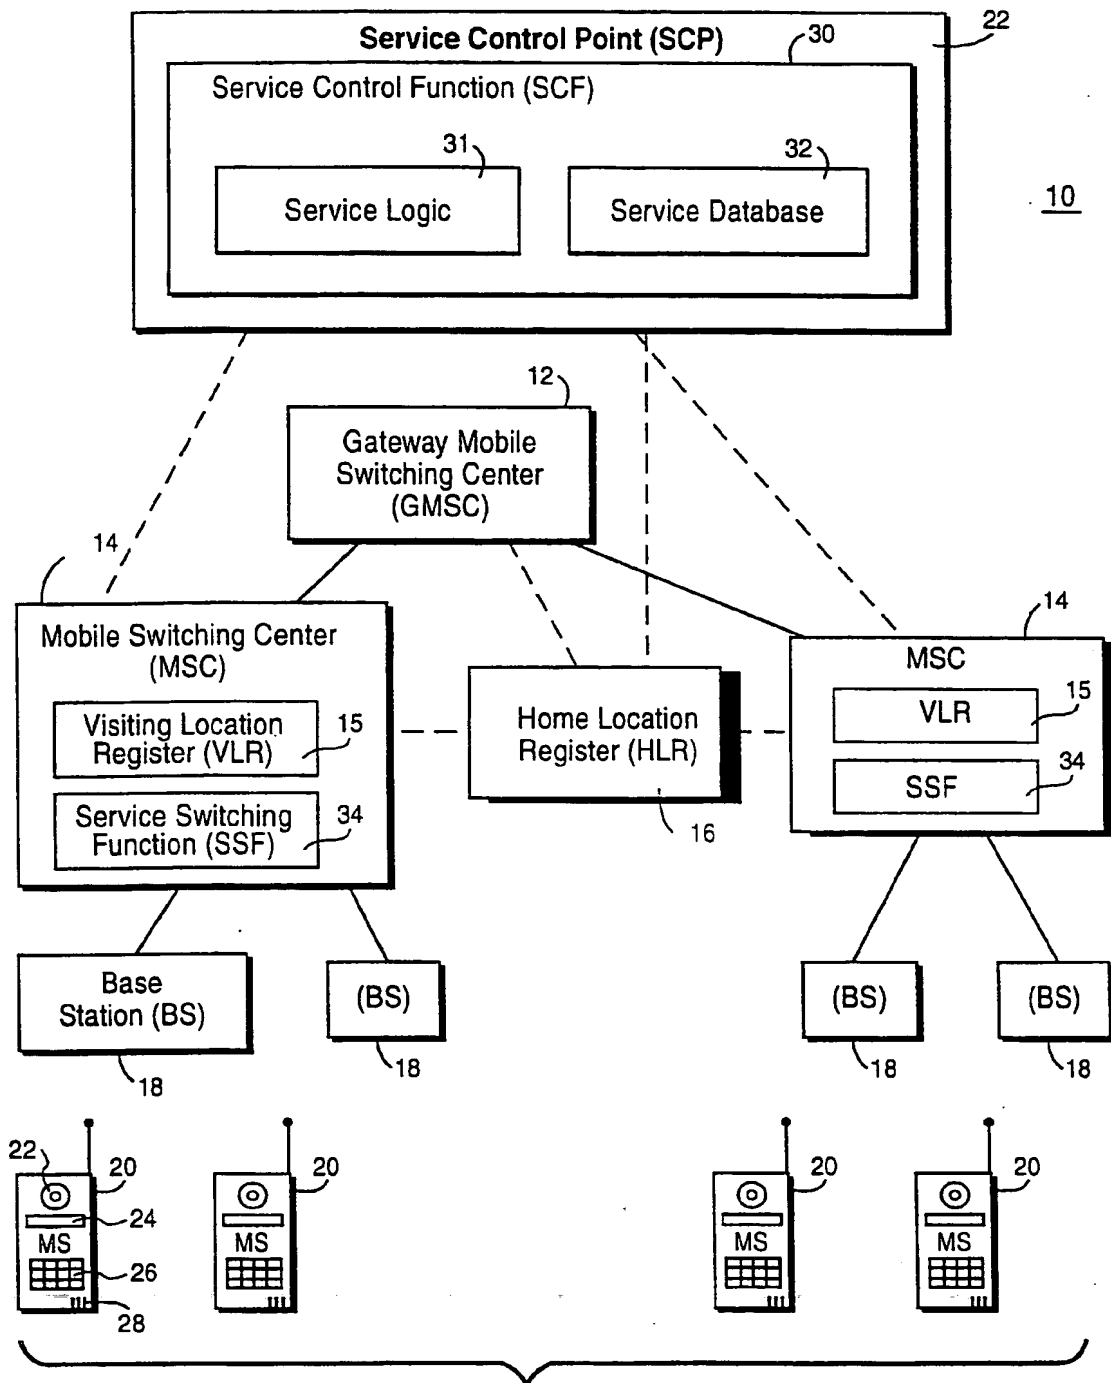 Service Control Point (SCP)
22
30
Service Control Function (SCF)
31
32
Service Logic
Service Database
10
12
Gateway Mobile
Switching Center
(GMSC)
14
Mobile Switching Center
(MSC)
Visiting Location
Register (VLR)
15
Service Switching
Function (SSF)
34
Home Location
Register (HLR)
16
14
MSC
VLR
15
SSF
34
Base
Station (BS)
18
(BS)
18
(BS)
18
(BS)
18
22
20
24
MS
26
28
20
MS
20
MS
20
MS